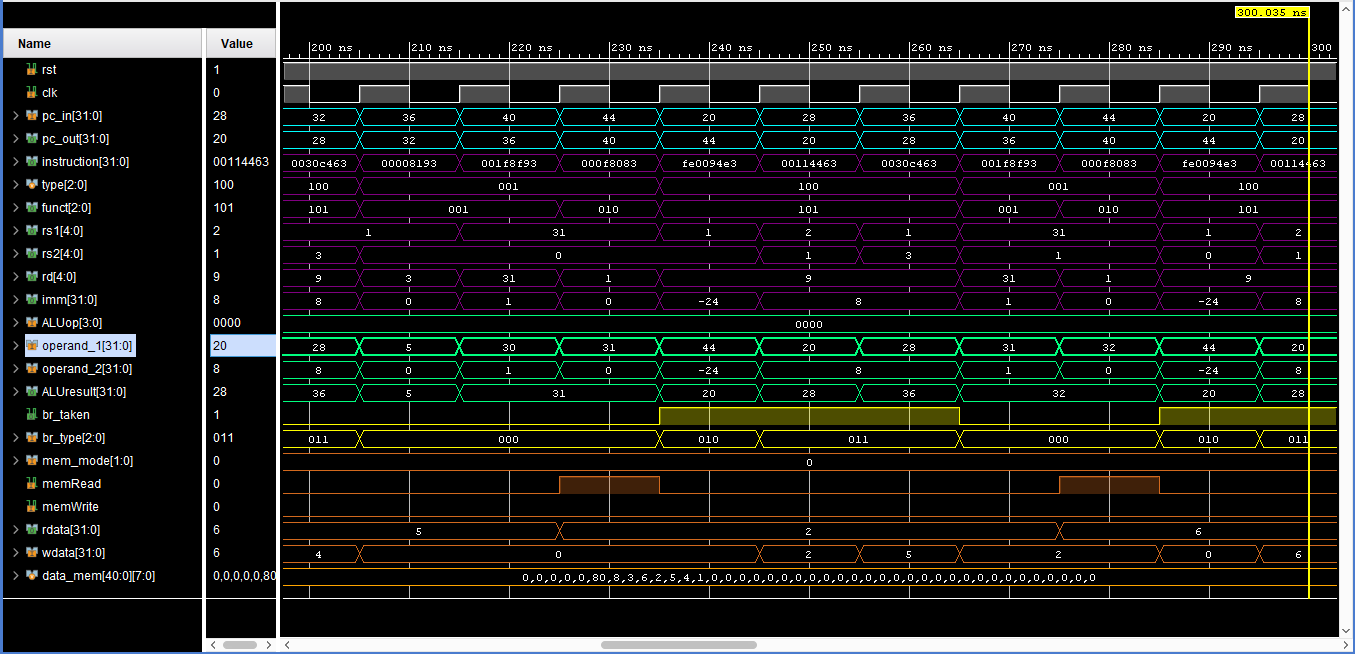 300.035 ns
Name Value
200 ns 210 ns 220 ns 230 ns 240 ns 250 ns 260 ns 270 ns 280 ns 290 ns 300
rst 1
clk 0
pc_in[31:0] 28 32 36 40 44 20 28 36 40 44 20 28
pc_out[31:0] 20 28 32 36 40 44 20 28 36 40 44 20
instruction[31:0] 00114463 0030c463 00008193 001f8f93 000f8083 fe0094e3 00114463 0030c463 001f8f93 000f8083 fe0094e3 00114463
type[2:0] 100 100 001 100 001 100
funct[2:0] 101 101 001 010 101 001 010 101
rs1[4:0] 2 1 31 1 2 1 31 1 2
rs2[4:0] 1 3 0 1 3 1 0 1
rd[4:0] 9 9 3 31 1 9 31 1 9
imm[31:0] 8 8 0 1 0 -24 8 1 0 -24 8
ALUop[3:0] 0000 0000
operand_1[31:0] 20 28 5 30 31 44 20 28 31 32 44 20
operand_2[31:0] 8 8 0 1 0 -24 8 1 0 -24 8
ALUresult[31:0] 28 36 5 31 20 28 36 32 20 28
br_taken 1
br_type[2:0] 011 011 000 010 011 000 010 011
mem_mode[1:0] 0 0
memRead 0
memWrite 0
rdata[31:0] 6 5 2 6
wdata[31:0] 6 4 0 2 5 2 0 6
data_mem[40:0][7:0] 0,0,0,0,0,80 0,0,0,0,0,80,8,3,6,2,5,4,1,0,0,0,0,0,0,0,0,0,0,0,0,0,0,0,0,0,0,0,0,0,0,0,0,0,0,0,0